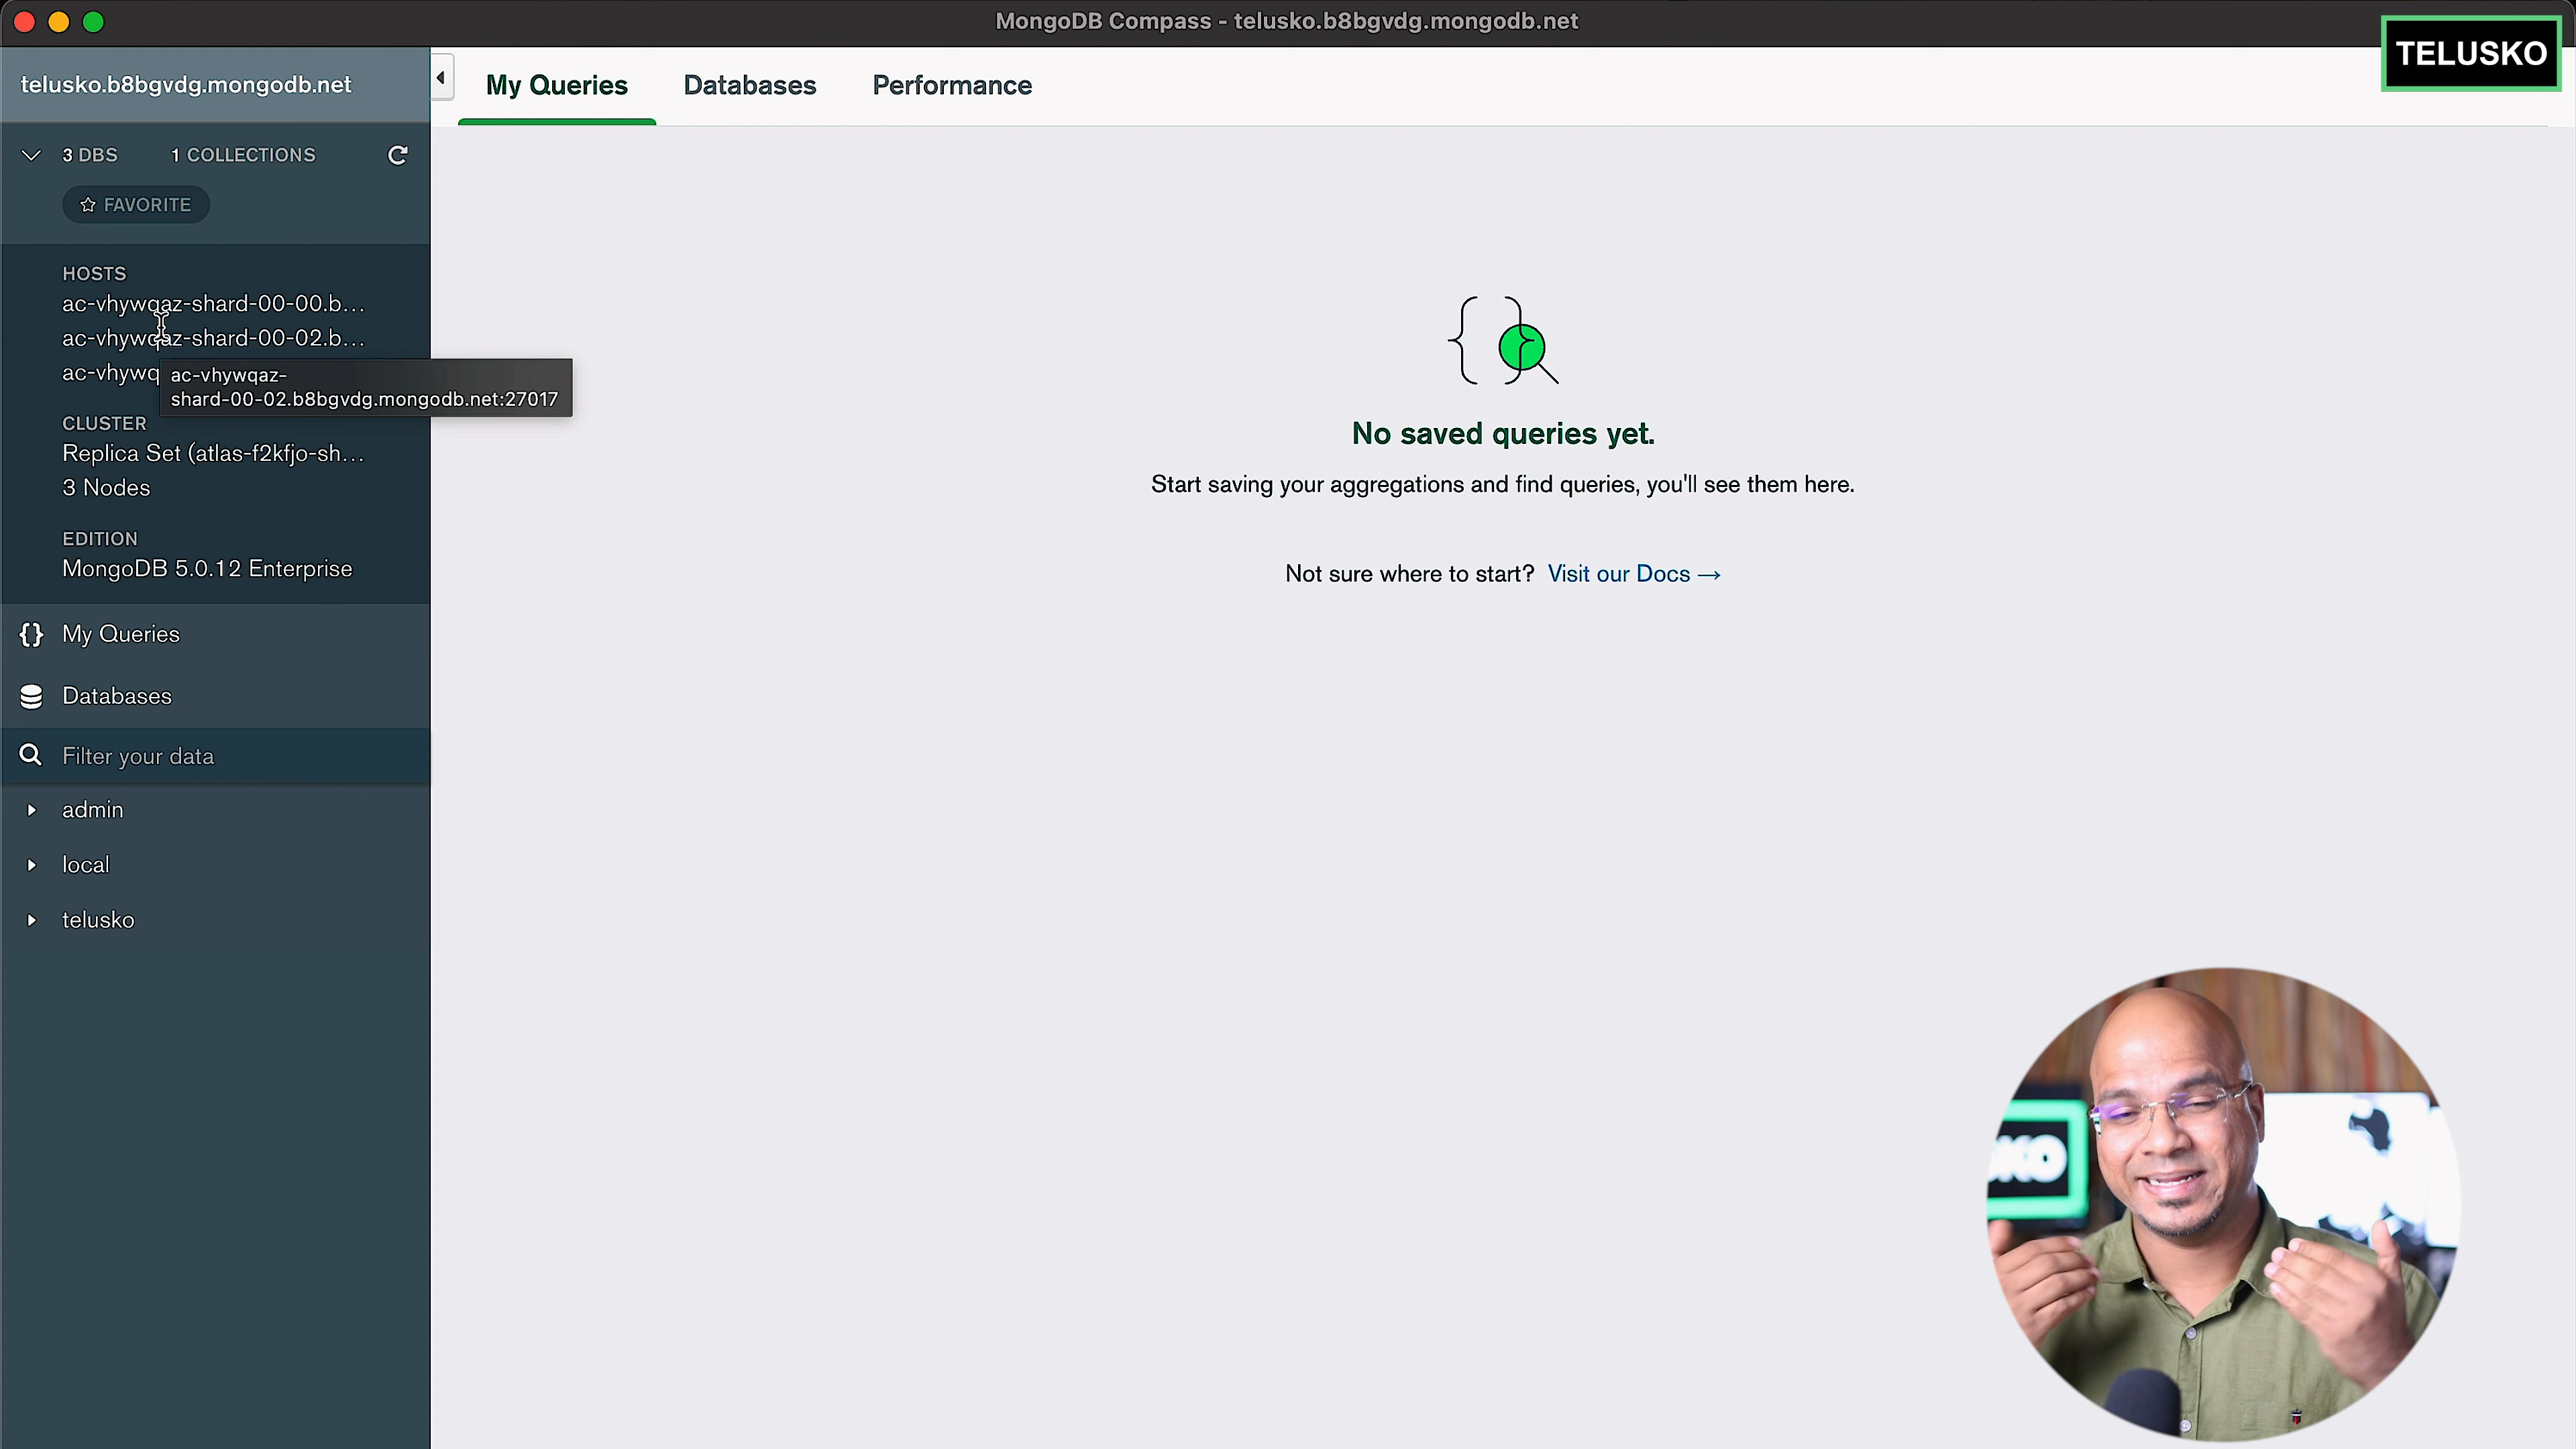 MongoDB Compass - telusko.b8bgvdg.mongodb.net
TELUSKO
telusko.b8bgvdg.mongodb.net
My Queries
Databases
Performance
3 DBS
1 COLLECTIONS
FAVORITE
HOSTS
ac-vhywqaz-shard-00-00.b...
ac-vhywqaz-shard-00-02.b...
ac-vhywq
ac-vhywqaz-
shard-00-02.b8bgvdg.mongodb.net:27017
CLUSTER
Replica Set (atlas-f2kfjo-sh...
3 Nodes
EDITION
MongoDB 5.0.12 Enterprise
{} My Queries
Databases
Filter your data
admin
local
telusko
No saved queries yet.
Start saving your aggregations and find queries, you'll see them here.
Not sure where to start? Visit our Docs →
KO